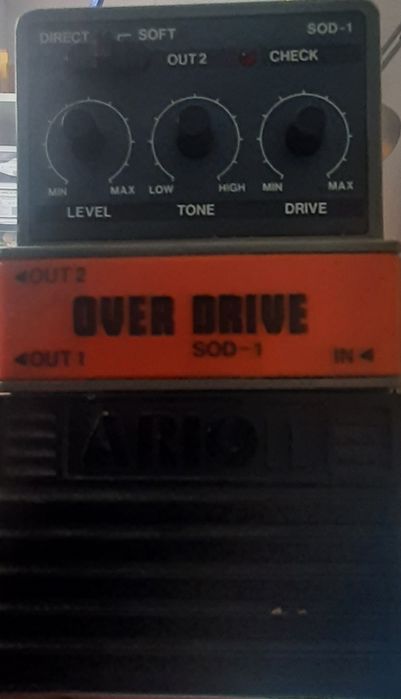 DIRECT SOFT SOD-1
OUT 2 CHECK
MIN MAX LOW HIGH MIN MAX
LEVEL TONE DRIVE
◄OUT 2
OVER DRIVE
SOD-1
◄OUT 1 IN ◄
ARION